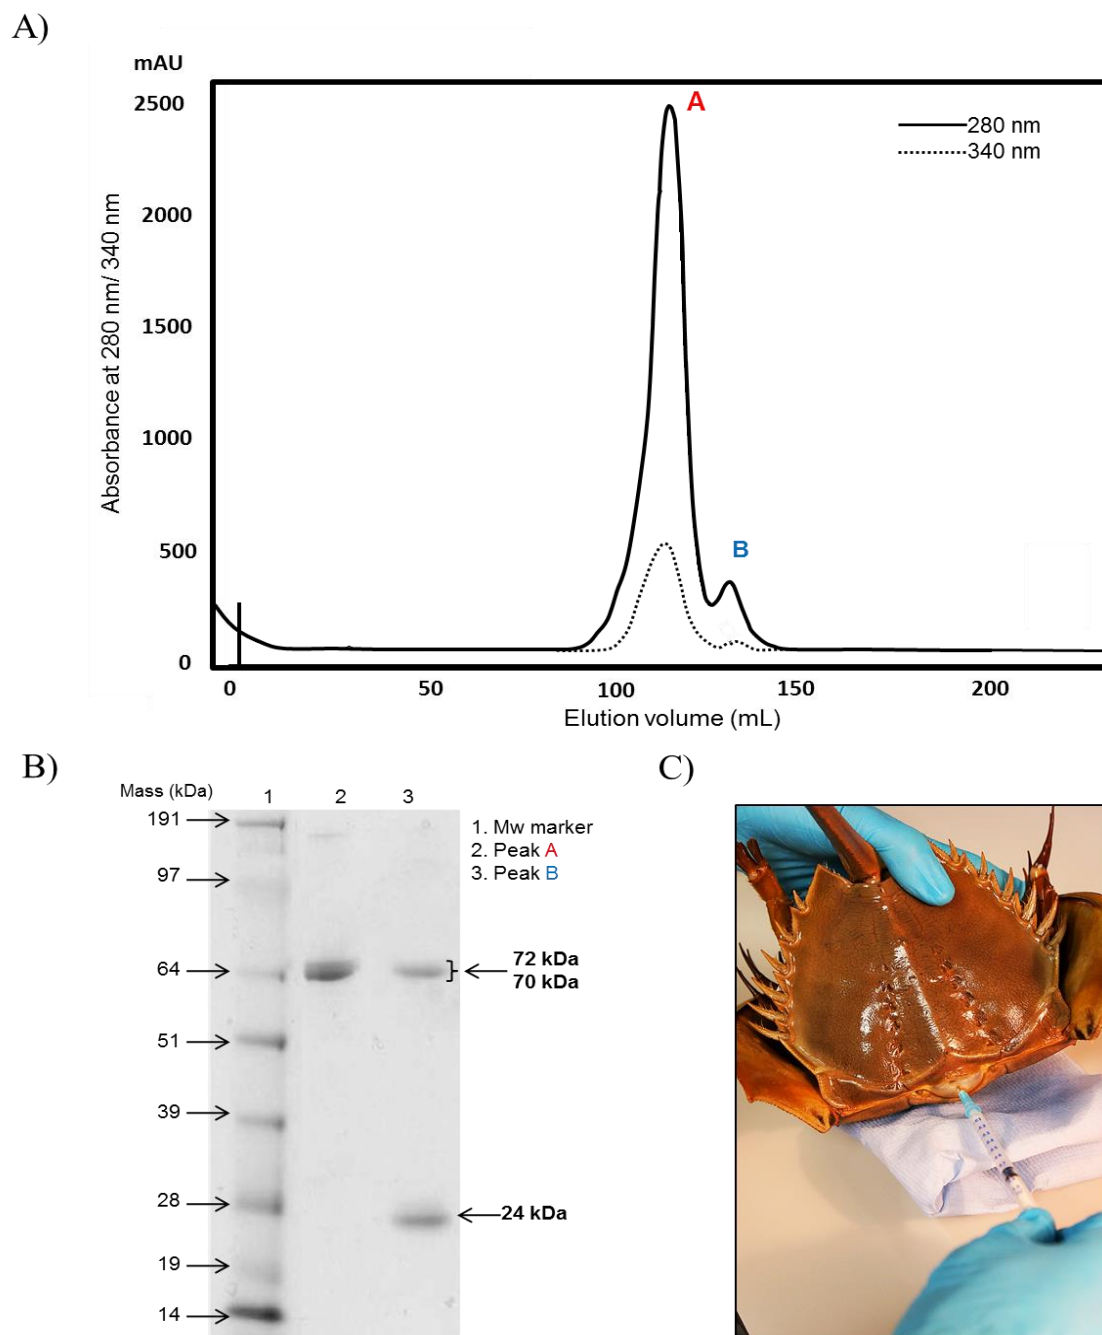 A)
mAU
2500
2000
1500
1000
500
0
Absorbance at 280 nm/ 340 nm
A
B
280 nm
340 nm
0 50 100 150 200
Elution volume (mL)
B)
Mass (kDa) 1 2 3
191
97
64
51
39
28
19
14
1. Mw marker
2. Peak A
3. Peak B
72 kDa
70 kDa
24 kDa
C)